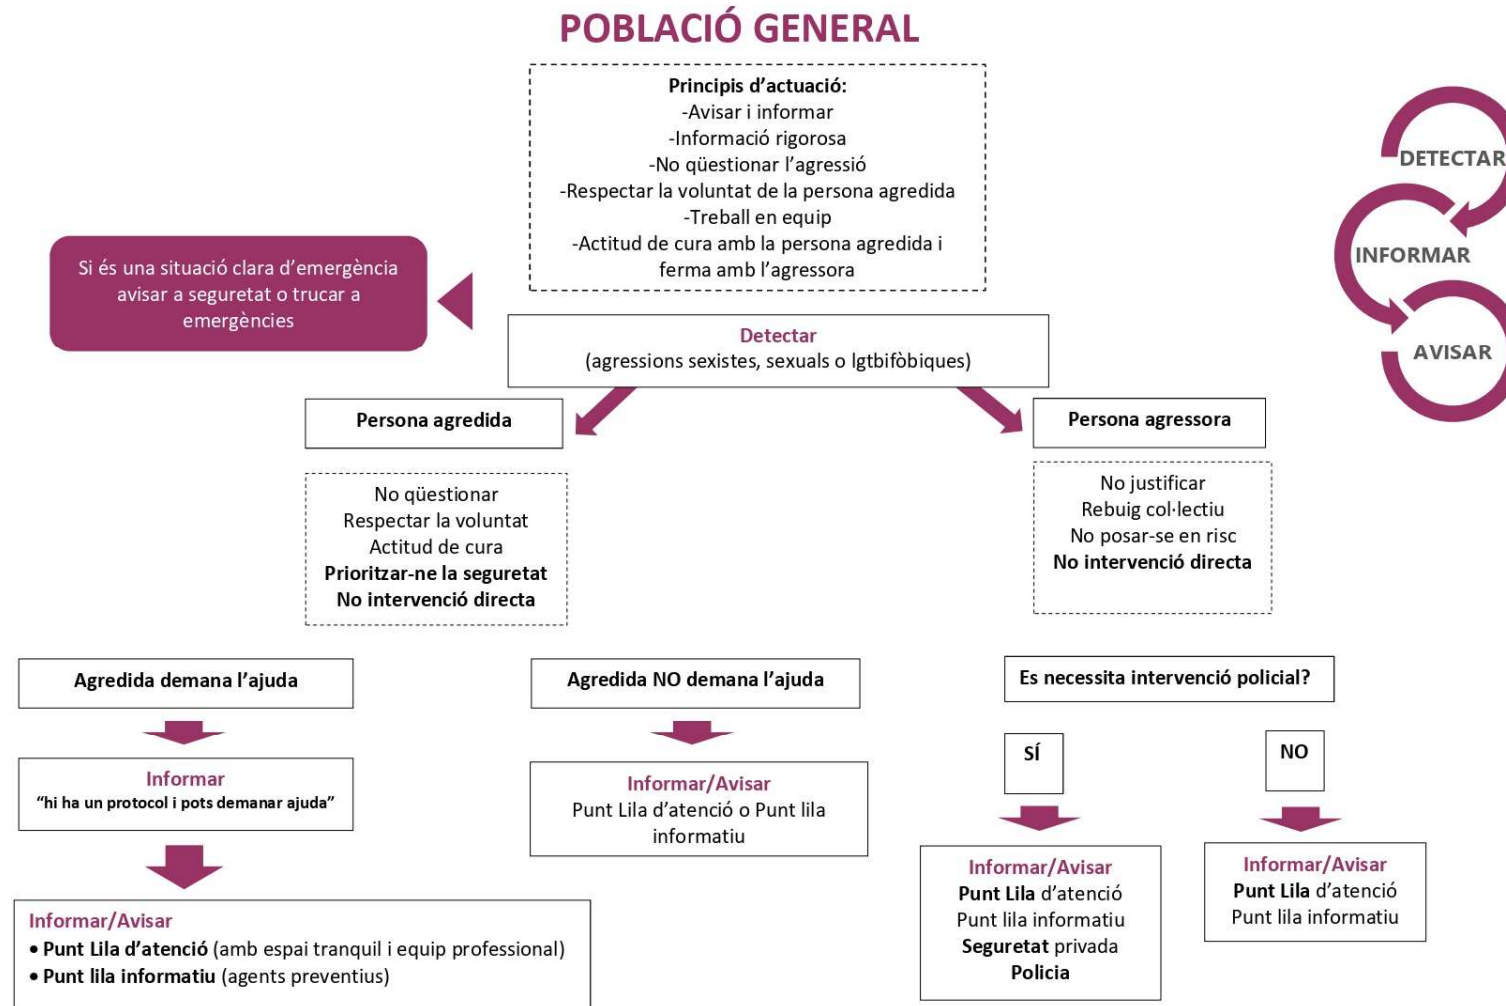 POBLACIÓ GENERAL
Principis d’actuació:
-Avisar i informar
-Informació rigorosa
-No qüestionar l’agressió
-Respectar la voluntat de la persona agredida
-Treball en equip
-Actitud de cura amb la persona agredida i
ferma amb l’agressora
DETECTAR
INFORMAR
AVISAR
Si és una situació clara d’emergència
avisar a seguretat o trucar a
emergències
Detectar
(agressions sexistes, sexuals o lgtbifòbiques)
Persona agredida
No qüestionar
Respectar la voluntat
Actitud de cura
Prioritzar-ne la seguretat
No intervenció directa
Persona agressora
No justificar
Rebuig col·lectiu
No posar-se en risc
No intervenció directa
Agredida demana l’ajuda
Informar
“hi ha un protocol i pots demanar ajuda”
Informar/Avisar
• Punt Lila d’atenció (amb espai tranquil i equip professional)
• Punt lila informatiu (agents preventius)
Agredida NO demana l’ajuda
Informar/Avisar
Punt Lila d’atenció o Punt lila
informatiu
Es necessita intervenció policial?
SÍ
Informar/Avisar
Punt Lila d’atenció
Punt lila informatiu
Seguretat privada
Policia
NO
Informar/Avisar
Punt Lila d’atenció
Punt lila informatiu